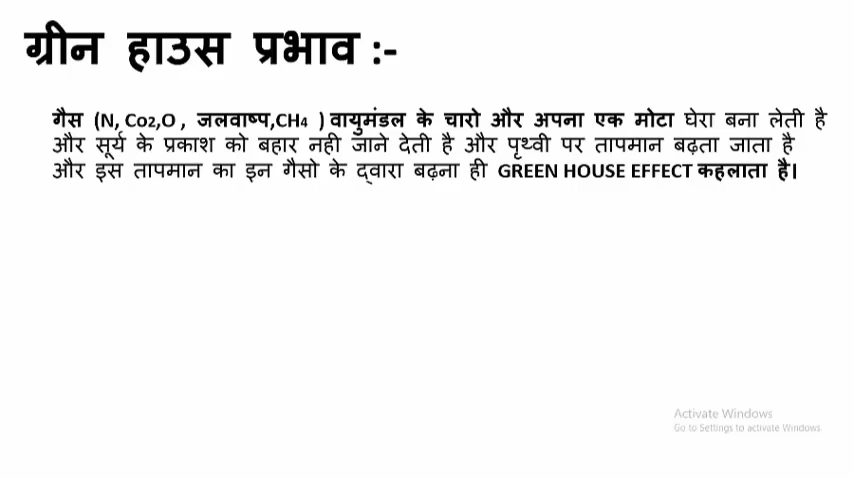 ग्रीन हाउस प्रभाव :-
गैस (N, Co2,O , जलवाष्प,CH4 ) वायुमंडल के चारो और अपना एक मोटा घेरा बना लेती है
और सूर्य के प्रकाश को बहार नही जाने देती है और पृथ्वी पर तापमान बढ़ता जाता है
और इस तापमान का इन गैसो के द्वारा बढ़ना ही GREEN HOUSE EFFECT कहलाता है।
Activate Windows
Go to Settings to activate Windows.